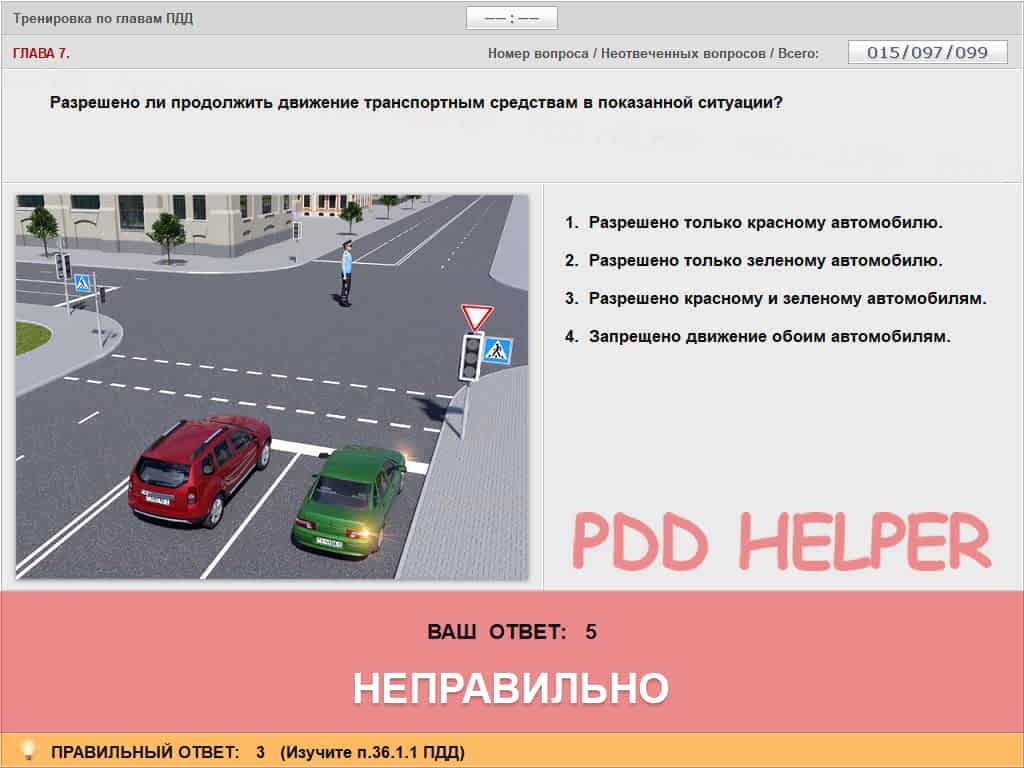 Тренировка по главам ПДД
—— : ——
ГЛАВА 7.
Номер вопроса / Неотвеченных вопросов / Всего:
015/097/099
Разрешено ли продолжить движение транспортным средствам в показанной ситуации?
1. Разрешено только красному автомобилю.
2. Разрешено только зеленому автомобилю.
3. Разрешено красному и зеленому автомобилям.
4. Запрещено движение обоим автомобилям.
PDD HELPER
ВАШ ОТВЕТ: 5
НЕПРАВИЛЬНО
ПРАВИЛЬНЫЙ ОТВЕТ: 3 (Изучите п.36.1.1 ПДД)